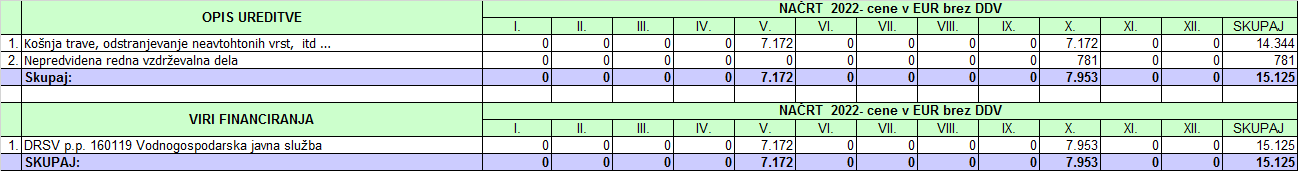 OPIS UREDITVE NAČRT 2022- cene v EUR brez DDV
I. II. III. IV. V. VI. VII. VIII. IX. X. XI. XII. SKUPAJ
1. Košnja trave, odstranjevanje neavtohtonih vrst, itd ... 0 0 0 0 7.172 0 0 0 0 7.172 0 0 14.344
2. Nepredvidena redna vzdrževalna dela 0 0 0 0 0 0 0 0 0 781 0 0 781
Skupaj: 0 0 0 0 7.172 0 0 0 0 7.953 0 0 15.125
VIRI FINANCIRANJA NAČRT 2022- cene v EUR brez DDV
I. II. III. IV. V. VI. VII. VIII. IX. X. XI. XII. SKUPAJ
1. DRSV p.p. 160119 Vodnogospodarska javna služba 0 0 0 0 7.172 0 0 0 0 7.953 0 0 15.125
SKUPAJ: 0 0 0 0 7.172 0 0 0 0 7.953 0 0 15.125